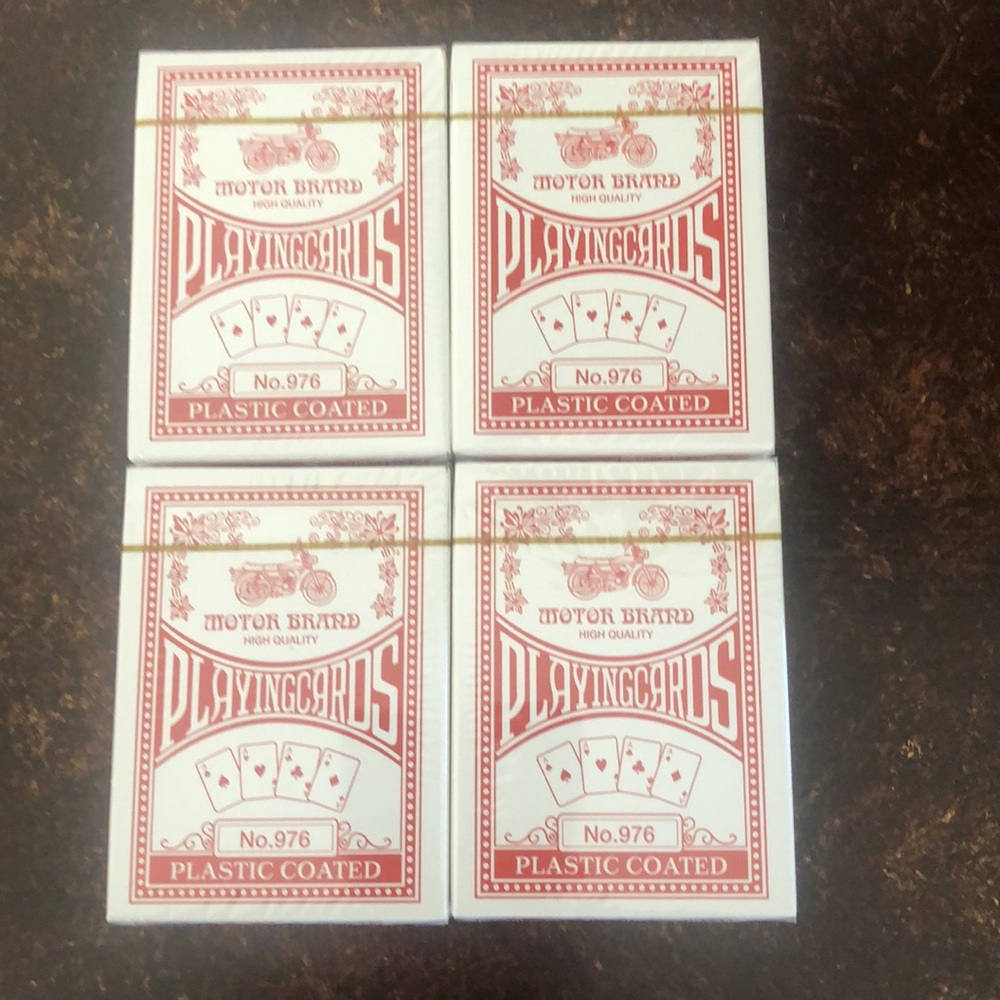 MOTOR BRAND
HIGH QUALITY
PLAYINGCARDS
No.976
PLASTIC COATED
MOTOR BRAND
HIGH QUALITY
PLAYINGCARDS
No.976
PLASTIC COATED
MOTOR BRAND
HIGH QUALITY
PLAYINGCARDS
No.976
PLASTIC COATED
MOTOR BRAND
HIGH QUALITY
PLAYINGCARDS
No.976
PLASTIC COATED